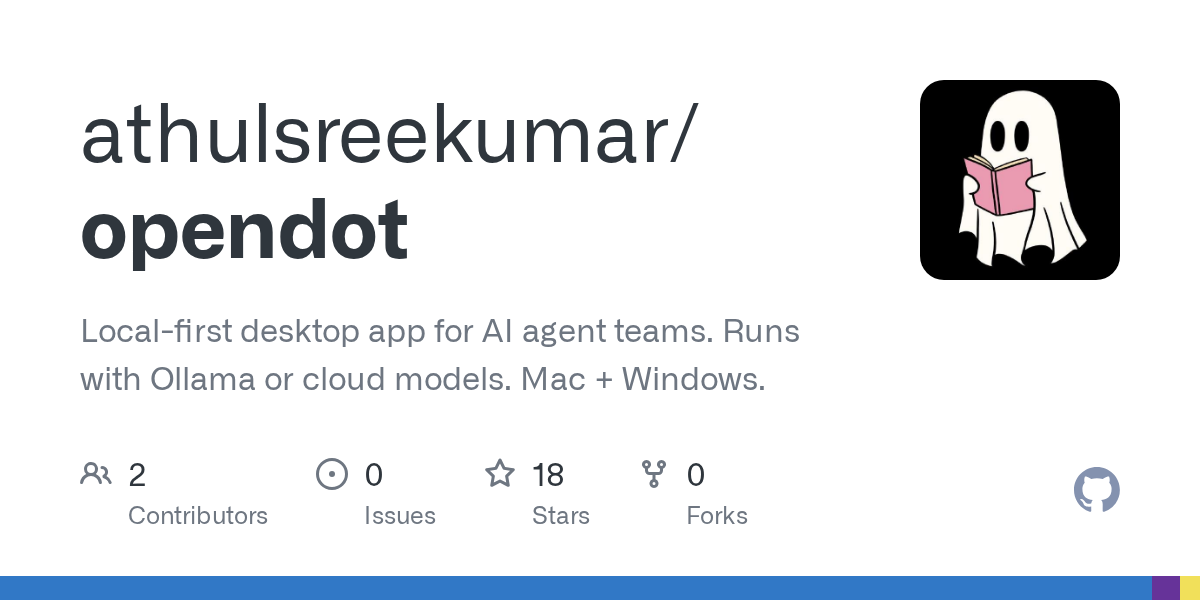 athulsreekumar/
opendot
Local-first desktop app for AI agent teams. Runs
with Ollama or cloud models. Mac + Windows.
2 0 18 0
Contributors Issues Stars Forks